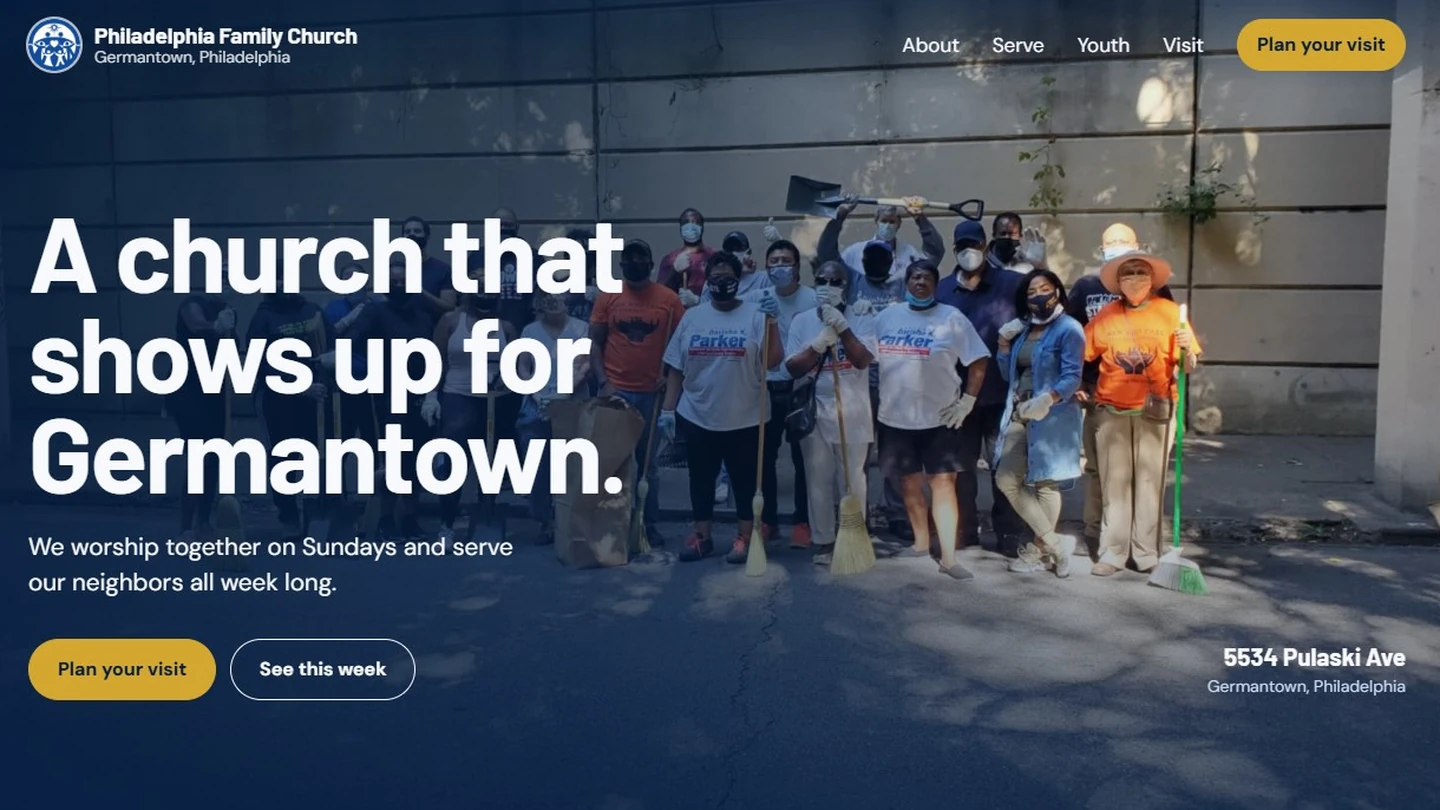 Philadelphia Family Church
Germantown, Philadelphia
About
Serve
Youth
Visit
Plan your visit
A church that
shows up for
Germantown.
Parker
Parker
We worship together on Sundays and serve
our neighbors all week long.
Plan your visit
See this week
5534 Pulaski Ave
Germantown, Philadelphia